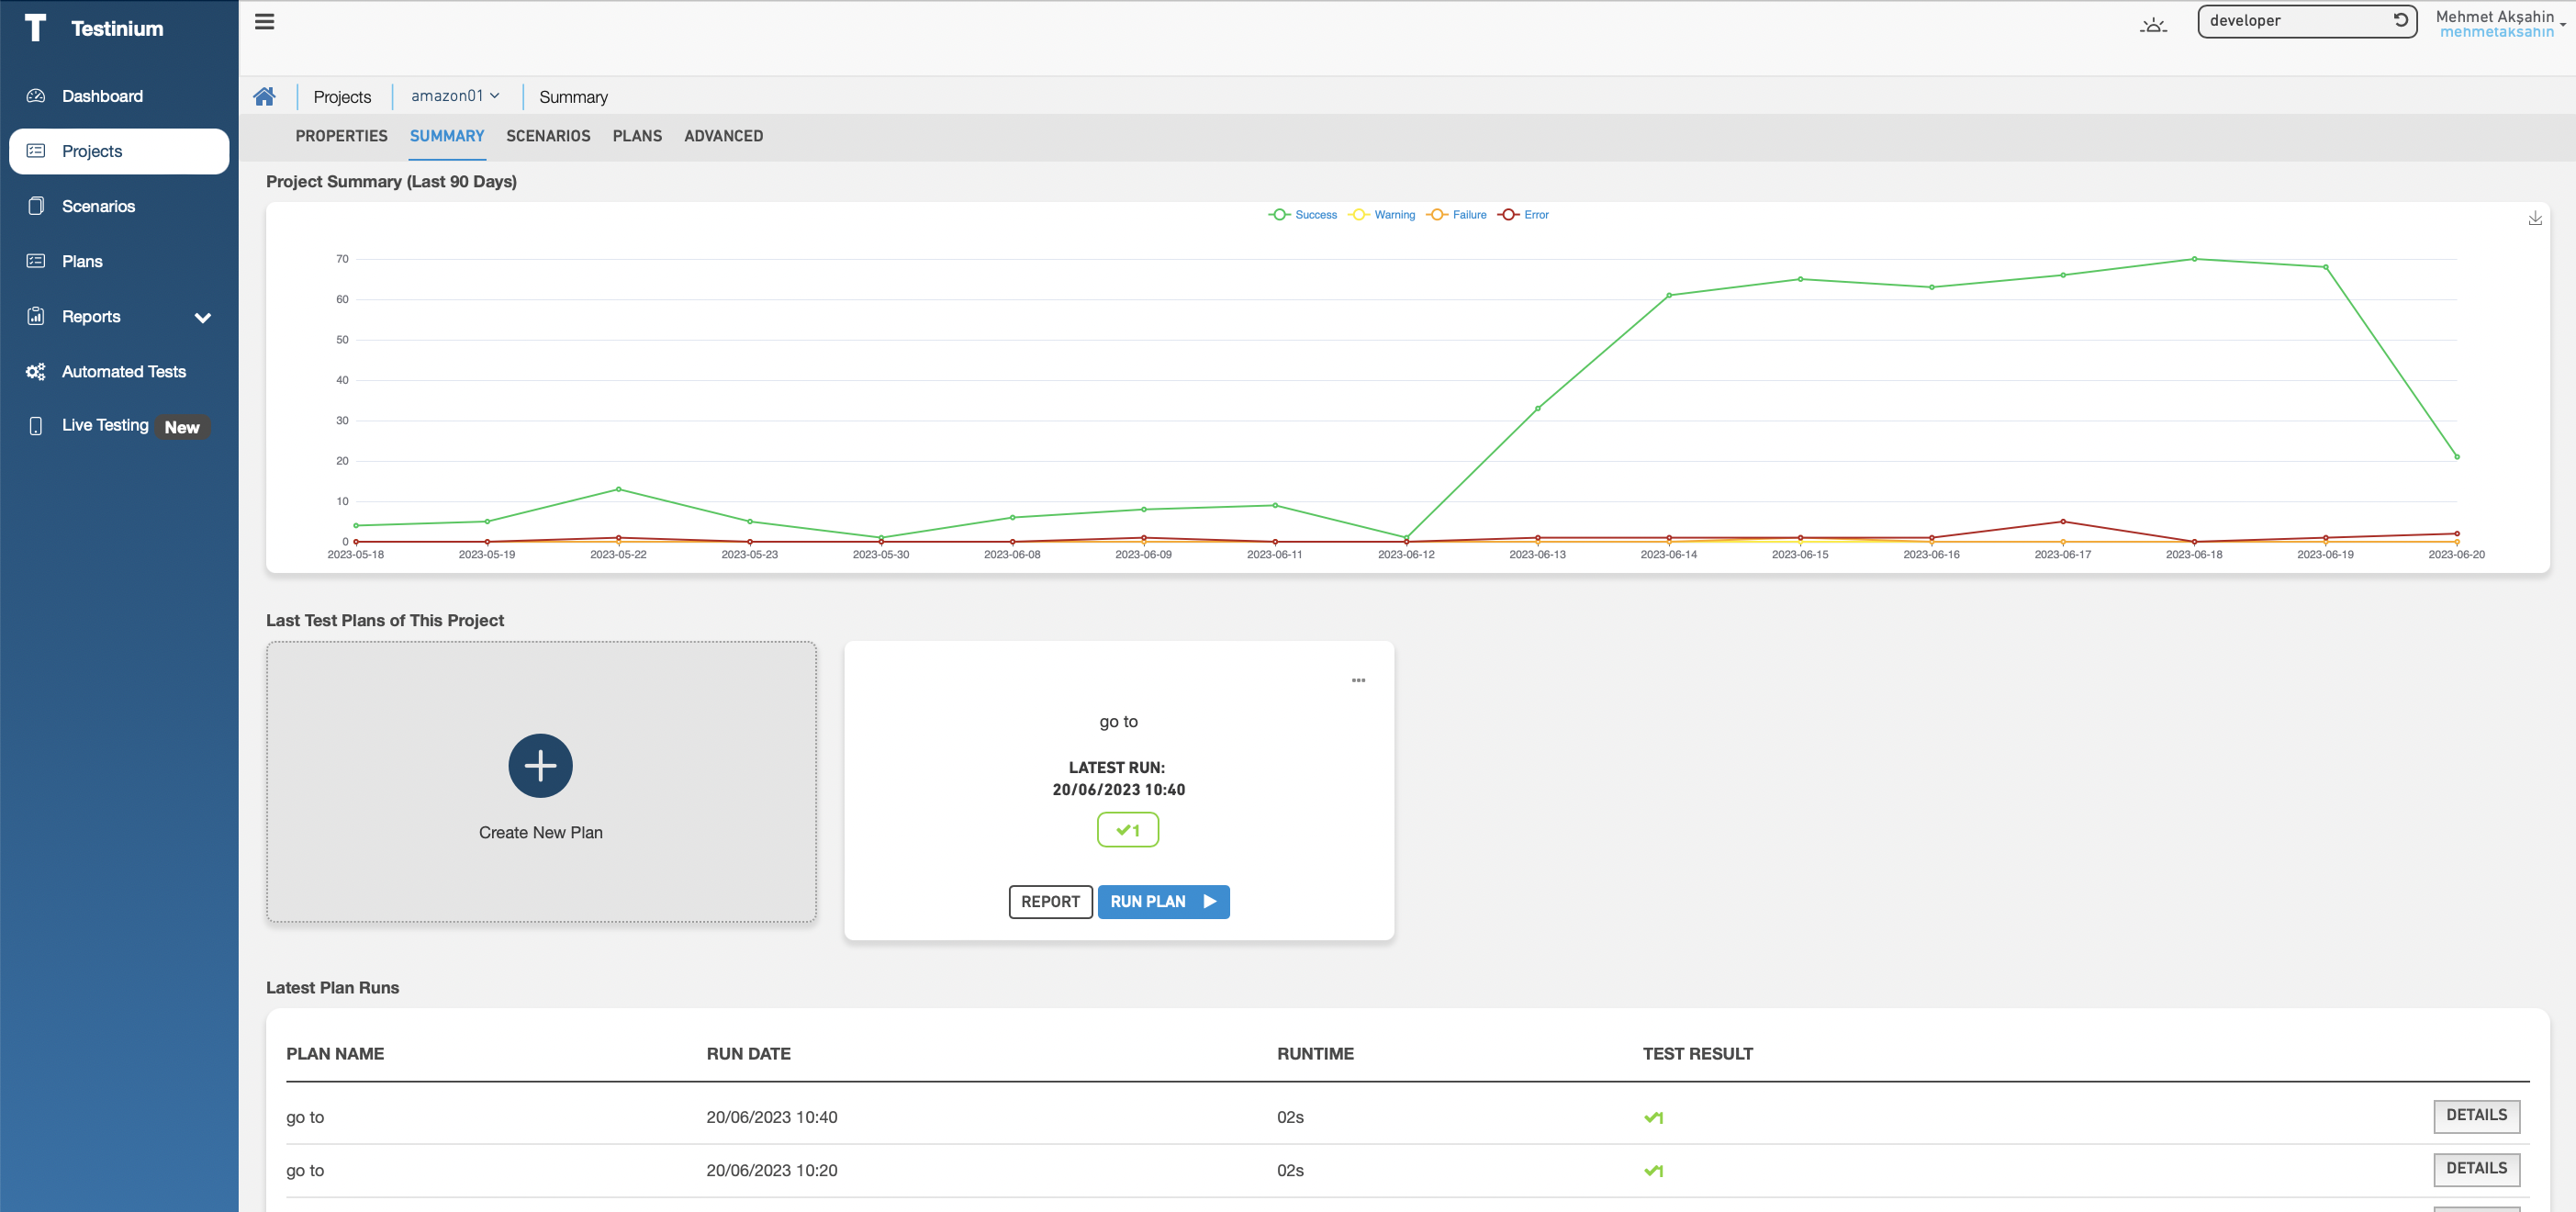 Testinium
Dashboard
Projects
Scenarios
Plans
Reports
Automated Tests
Live Testing New
developer
Mehmet Akşahin
mehmetaksahin
Projects
amazon01
Summary
PROPERTIES SUMMARY SCENARIOS PLANS ADVANCED
Project Summary (Last 90 Days)
Success Warning Failure Error
70
60
50
40
30
20
10
0
2023-05-18 2023-05-19 2023-05-22 2023-05-23 2023-05-30 2023-06-08 2023-06-09 2023-06-11 2023-06-12 2023-06-13 2023-06-14 2023-06-15 2023-06-16 2023-06-17 2023-06-18 2023-06-19 2023-06-20
Last Test Plans of This Project
Create New Plan
go to
LATEST RUN:
20/06/2023 10:40
1
REPORT RUN PLAN
Latest Plan Runs
PLAN NAME RUN DATE RUNTIME TEST RESULT
go to 20/06/2023 10:40 02s 1 DETAILS
go to 20/06/2023 10:20 02s 1 DETAILS